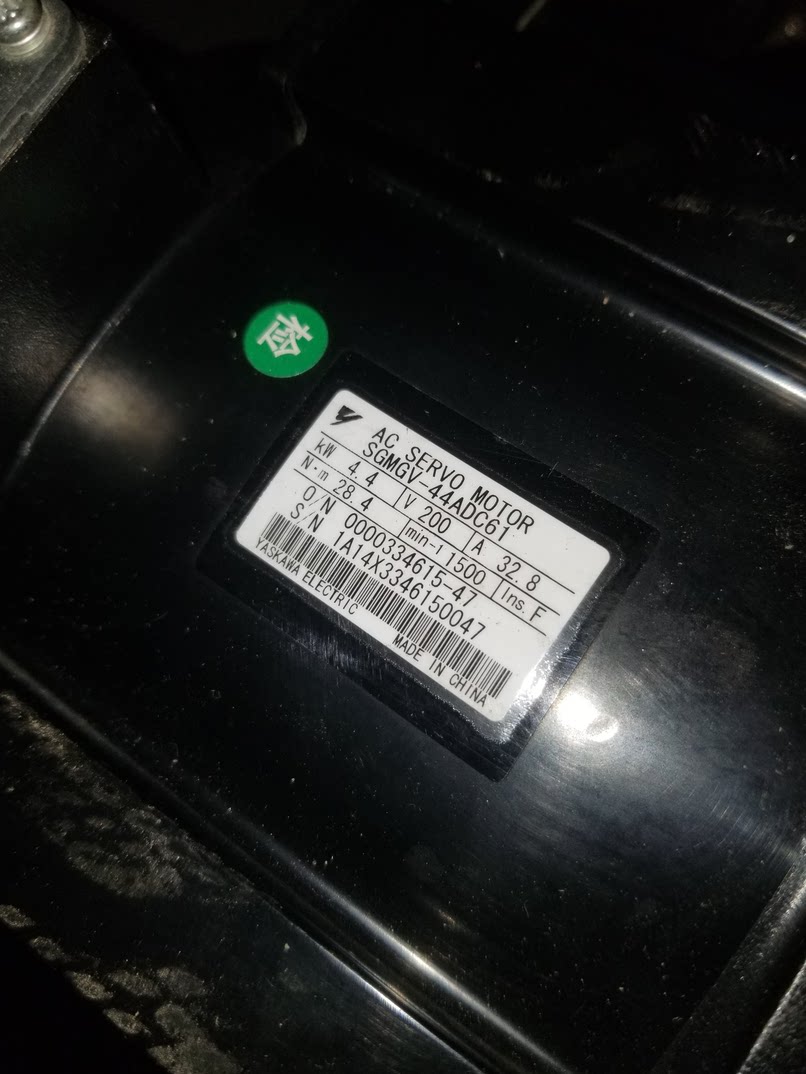 检
AC SERVO MOTOR
SGMGV-44ADC61
kW 4.4 V 200 A 32.8
N·m 28.4 min-1 1500 Ins. F
O/N 0000334615-47
S/N 1A14X3346150047
YASKAWA ELECTRIC MADE IN CHINA